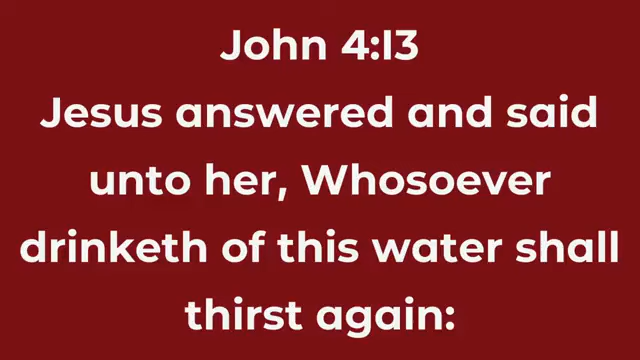 John 4:13
Jesus answered and said
unto her, Whosoever
drinketh of this water shall
thirst again: